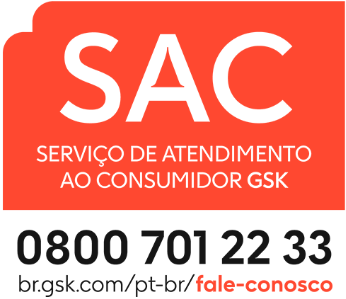 SAC
SERVIÇO DE ATENDIMENTO
AO CONSUMIDOR GSK
0800 701 22 33
br.gsk.com/pt-br/fale-conosco